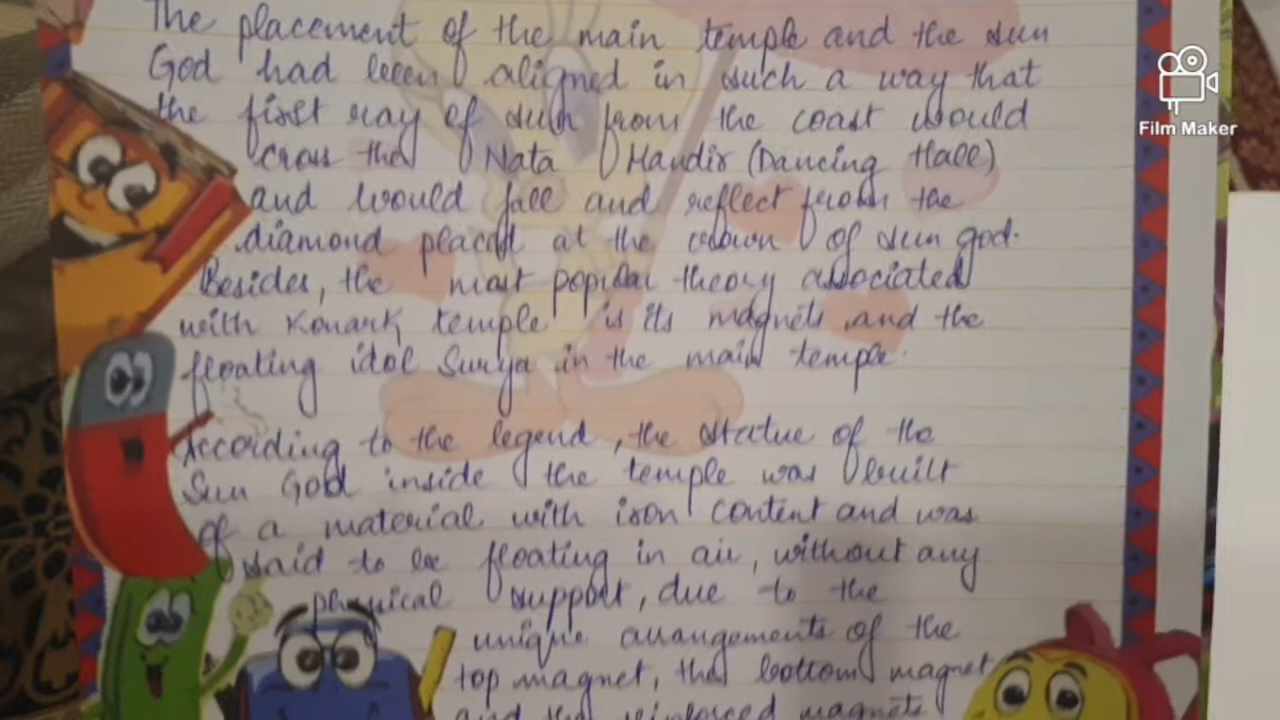 The placement of the main temple and the sun
God had been aligned in such a way that
the first ray of sun from the coast would
cross the Nata Mandir (Dancing Hall)
and would fall and reflect from the
diamond placed at the crown of sun god.
Besides, the most popular theory associated
with Konark temple is its magnets and the
floating idol Surya in the main temple.
According to the legend, the statue of the
Sun God inside the temple was built
of a material with iron content and was
said to be floating in air, without any
physical support, due to the
unique arrangements of the
top magnet, the bottom magnet
and the reinforced magnets
Film Maker